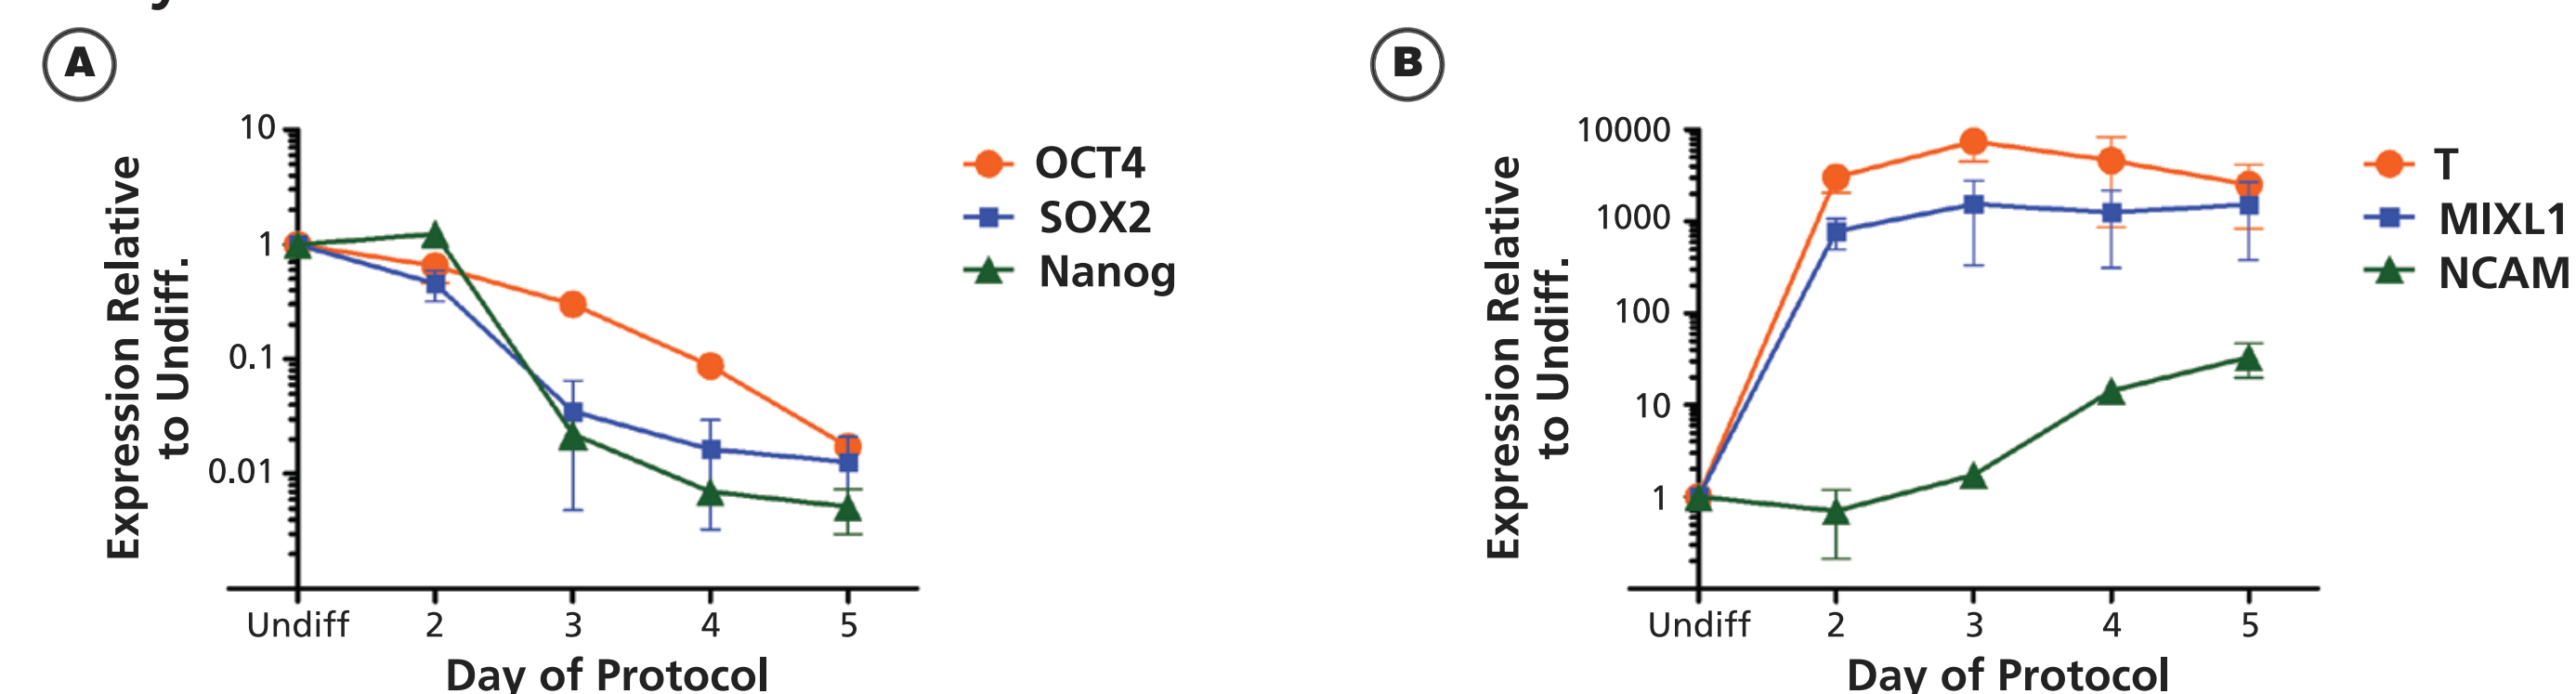 A
Expression Relative
to Undiff.
10
1
0.1
0.01
Undiff 2 3 4 5
Day of Protocol
OCT4
SOX2
Nanog
B
Expression Relative
to Undiff.
10000
1000
100
10
1
Undiff 2 3 4 5
Day of Protocol
T
MIXL1
NCAM